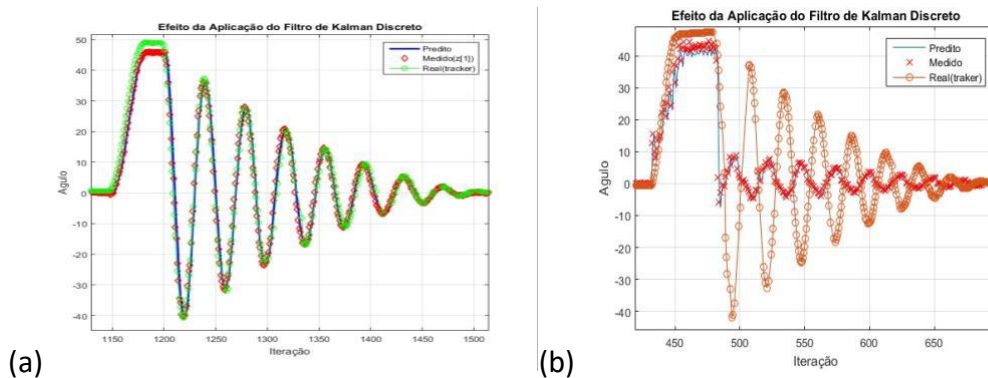 Efeito da Aplicação do Filtro de Kalman Discreto
Predito
Medido(z[1])
Real(tracker)
50
40
30
20
10
0
-10
-20
-30
-40
Agulo
1150
1200
1250
1300
1350
1400
1450
1500
Iteração
(a)
Efeito da Aplicação do Filtro de Kalman Discreto
Predito
Medido
Real(traker)
40
30
20
10
0
-10
-20
-30
-40
Agulo
450
500
550
600
650
Iteração
(b)